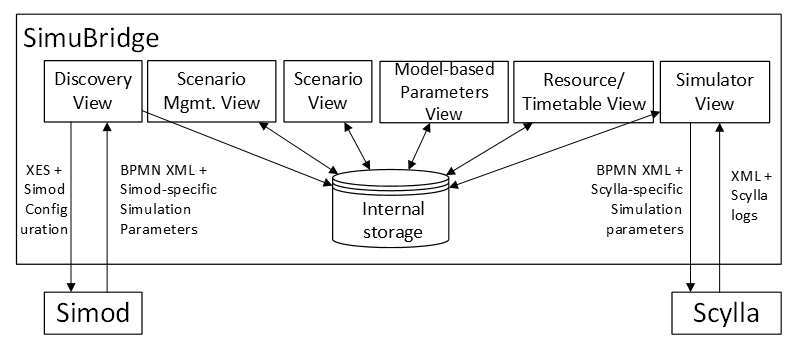 SimuBridge
Discovery
View
Scenario
Mgmt. View
Scenario
View
Model-based
Parameters
View
Resource/
Timetable View
Simulator
View
XES +
Simod
Config
uration
BPMN XML +
Simod-specific
Simulation
Parameters
Internal
storage
BPMN XML +
Scylla-specific
Simulation
parameters
XML +
Scylla
logs
Simod
Scylla